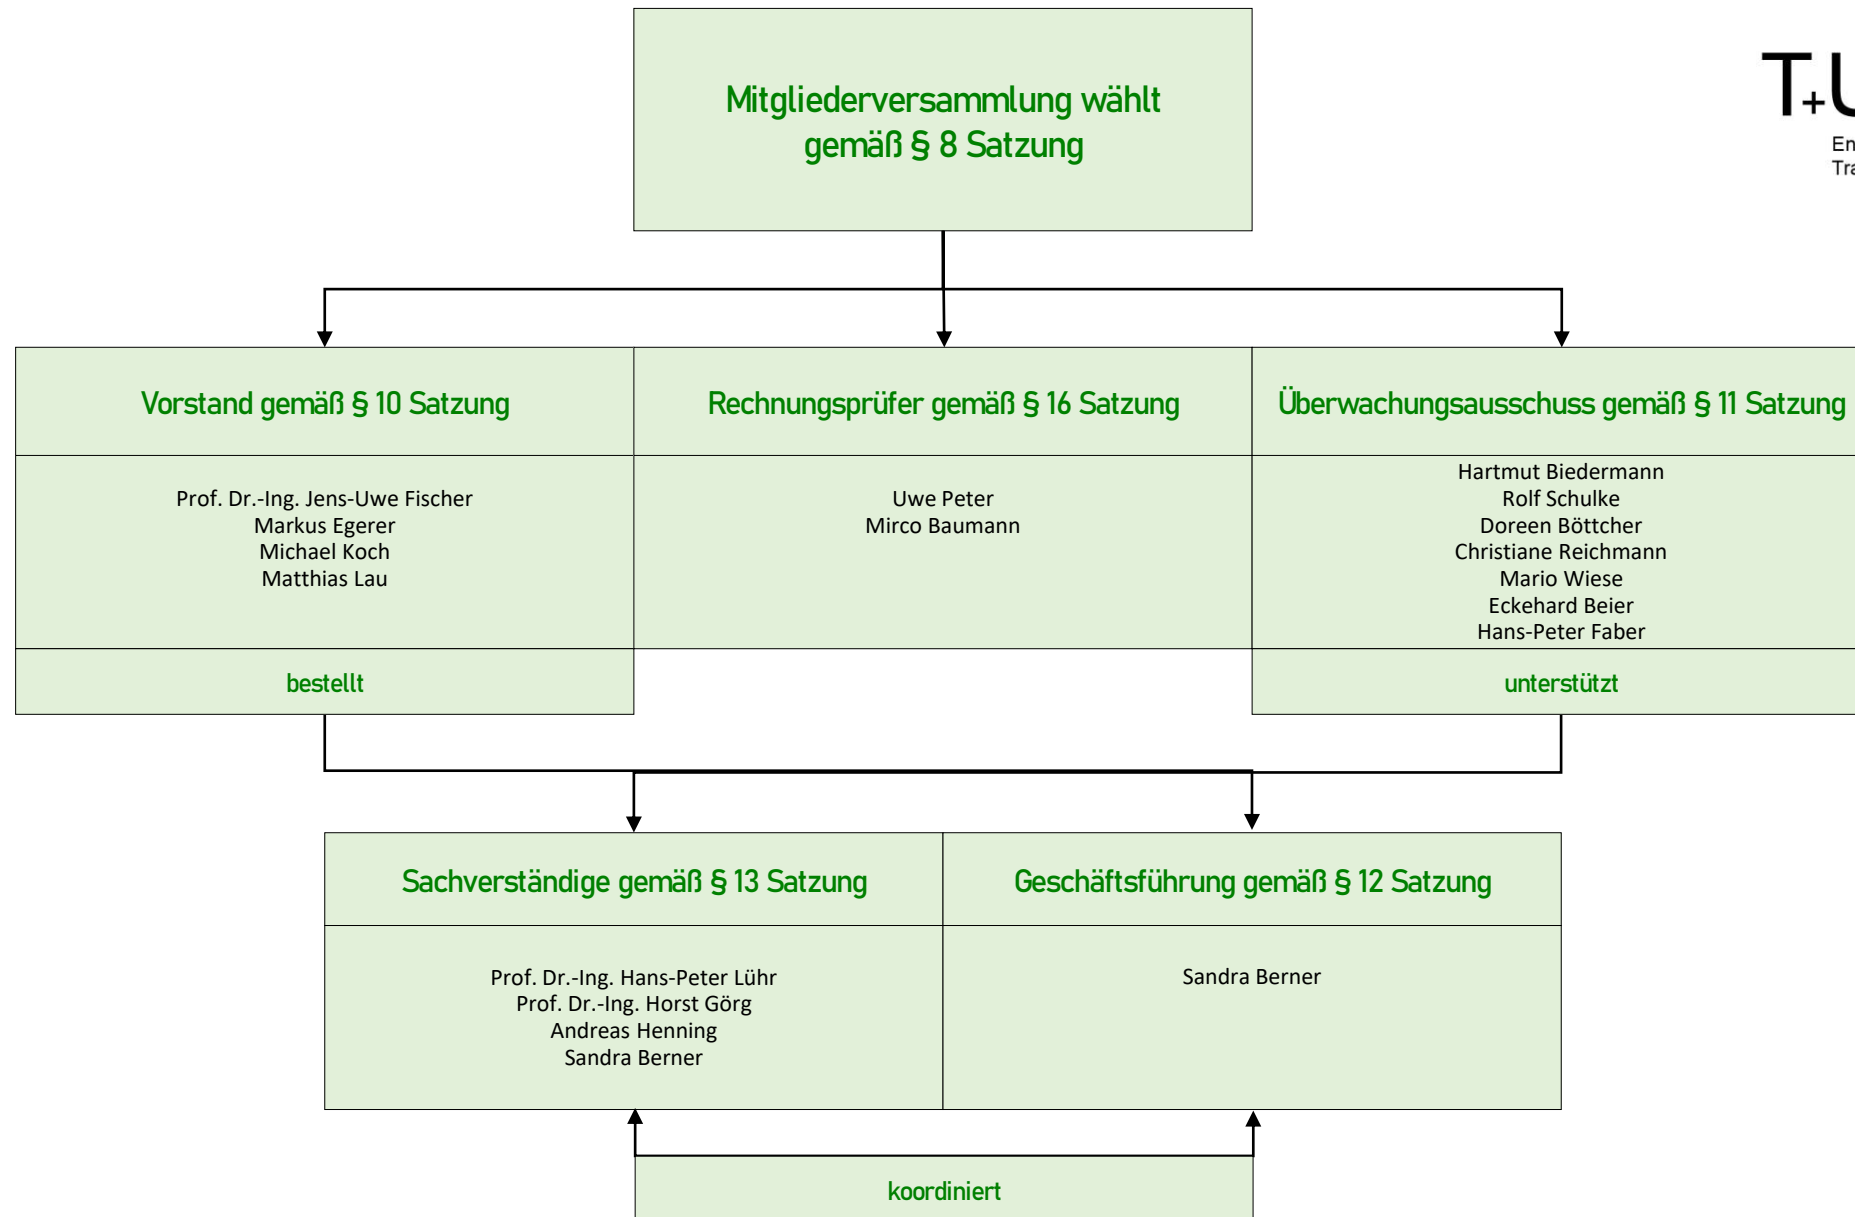 Mitgliederversammlung wählt
gemäß § 8 Satzung
T+U
En
Tra
Vorstand gemäß § 10 Satzung
Rechnungsprüfer gemäß § 16 Satzung
Überwachungsausschuss gemäß § 11 Satzung
Prof. Dr.-Ing. Jens-Uwe Fischer
Markus Egerer
Michael Koch
Matthias Lau
Uwe Peter
Mirco Baumann
Hartmut Biedermann
Rolf Schulke
Doreen Böttcher
Christiane Reichmann
Mario Wiese
Eckehard Beier
Hans-Peter Faber
bestellt
unterstützt
Sachverständige gemäß § 13 Satzung
Geschäftsführung gemäß § 12 Satzung
Prof. Dr.-Ing. Hans-Peter Lühr
Prof. Dr.-Ing. Horst Görg
Andreas Henning
Sandra Berner
Sandra Berner
koordiniert